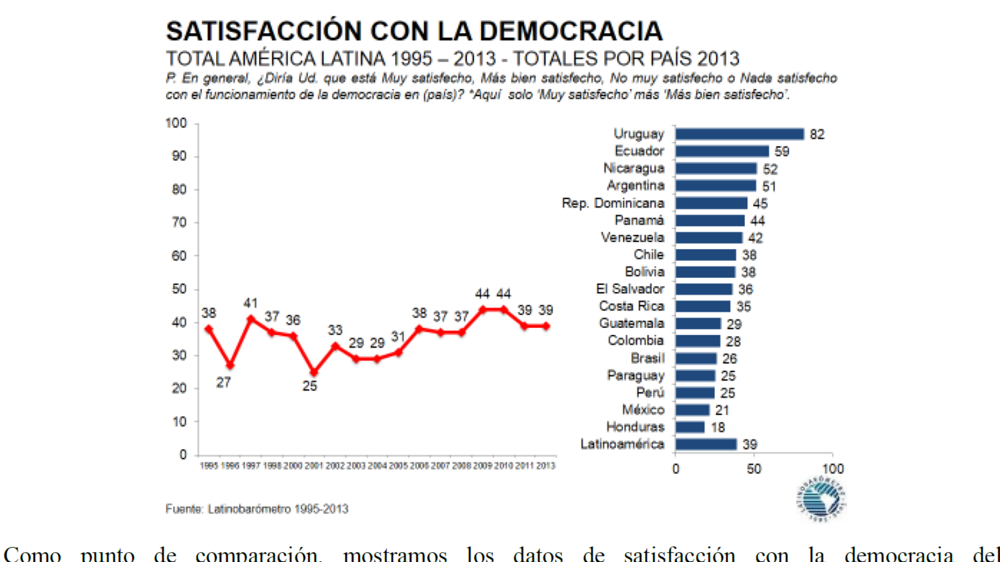 SATISFACCIÓN CON LA DEMOCRACIA
TOTAL AMÉRICA LATINA 1995 – 2013 - TOTALES POR PAÍS 2013
P. En general, ¿Diría Ud. que está Muy satisfecho, Más bien satisfecho, No muy satisfecho o Nada satisfecho
con el funcionamiento de la democracia en (país)? *Aquí solo ‘Muy satisfecho’ más ‘Más bien satisfecho’.
100
90
80
70
60
50
40
30
20
10
0
38
27
41
37
36
25
33
29
29
31
38
37
37
44
44
39
39
1995 1996 1997 1998 2000 2001 2002 2003 2004 2005 2006 2007 2008 2009 2010 2011 2013
Uruguay 82
Ecuador 59
Nicaragua 52
Argentina 51
Rep. Dominicana 45
Panamá 44
Venezuela 42
Chile 38
Bolivia 38
El Salvador 36
Costa Rica 35
Guatemala 29
Colombia 28
Brasil 26
Paraguay 25
Perú 25
México 21
Honduras 18
Latinoamérica 39
0 50 100
LATINOBARÓMETRO
Fuente: Latinobarómetro 1995-2013
Como punto de comparación, mostramos los datos de satisfacción con la democracia del